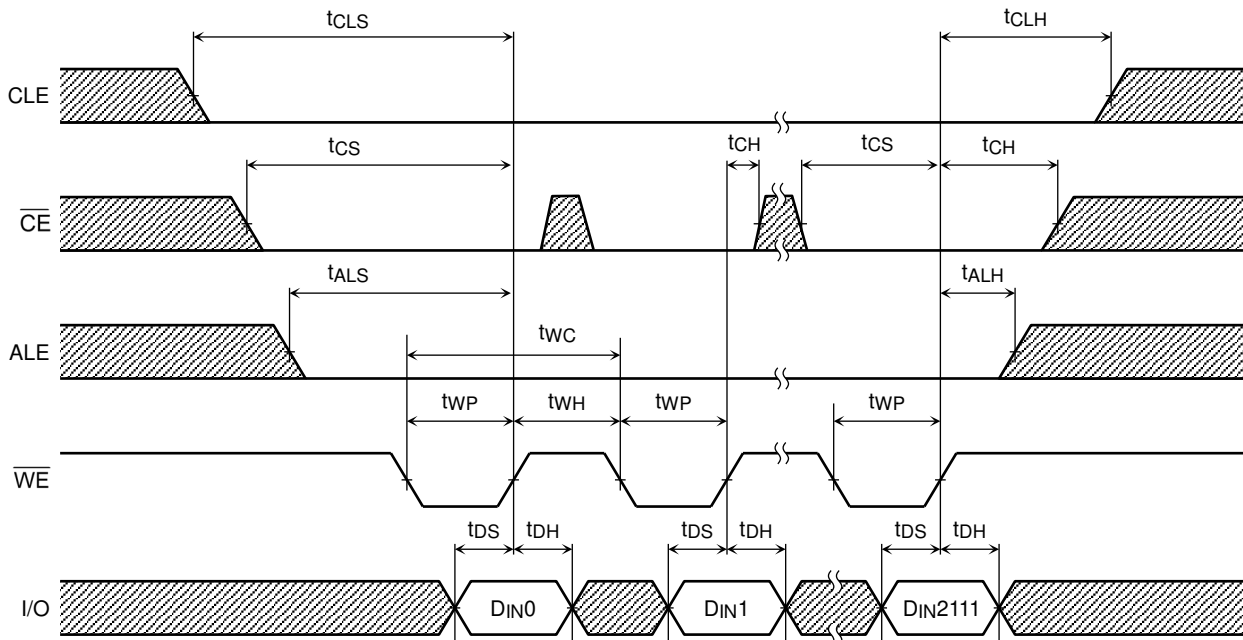 tCLS tCLH
CLE
tCS tCH tCS tCH
CE
tALS tALH
tWC
ALE
tWP tWH tWP tWP
WE
tDS tDH tDS tDH tDS tDH
I/O DIN0 DIN1 DIN2111